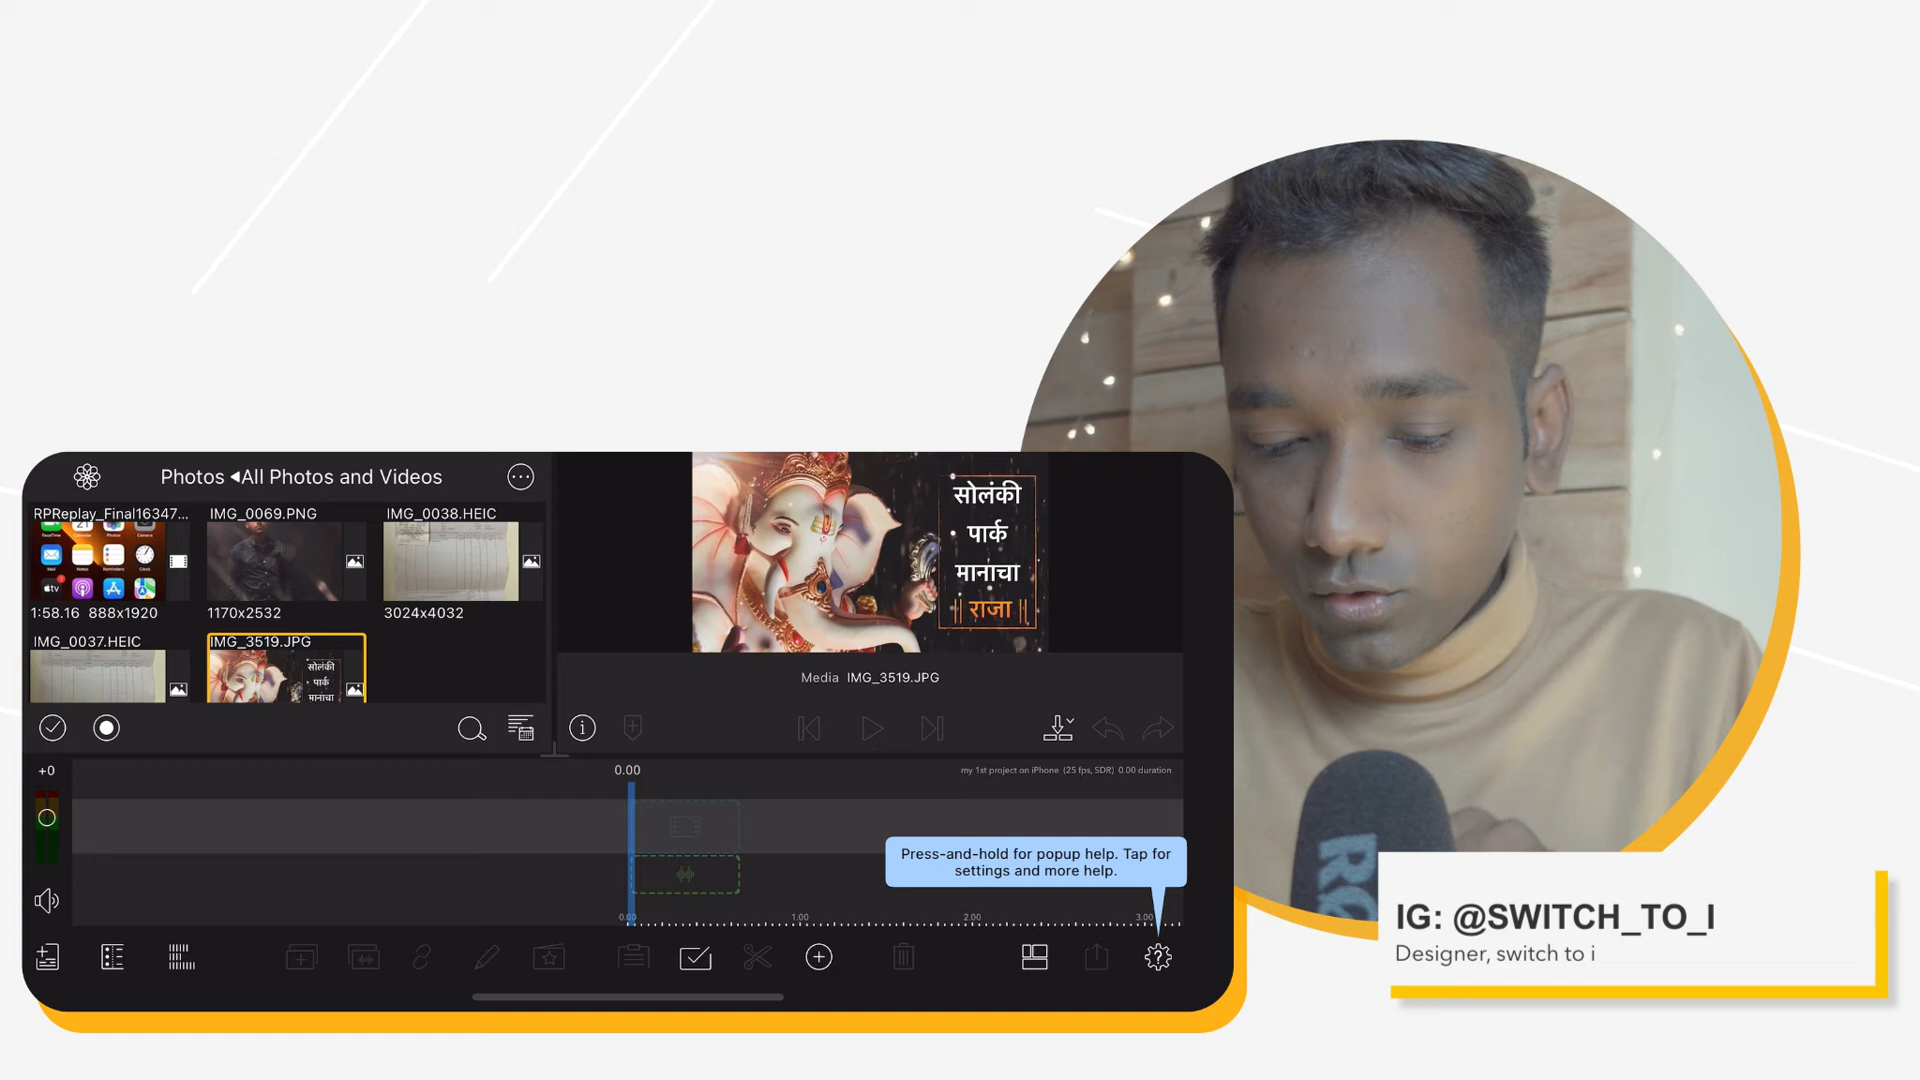 Photos ◂All Photos and Videos
RPReplay_Final16347...
IMG_0069.PNG
IMG_0038.HEIC
1:58.16 888x1920
1170x2532
3024x4032
IMG_0037.HEIC
IMG_3519.JPG
सोलंकी
पार्क
मानाचा
सोलंकी
पार्क
मानाचा
|| राजा ||
Media IMG_3519.JPG
+0
0.00
my 1st project on iPhone (25 fps, SDR) 0.00 duration
Press-and-hold for popup help. Tap for
settings and more help.
0.00
1.00
2.00
3.00
IG: @SWITCH_TO_I
Designer, switch to i